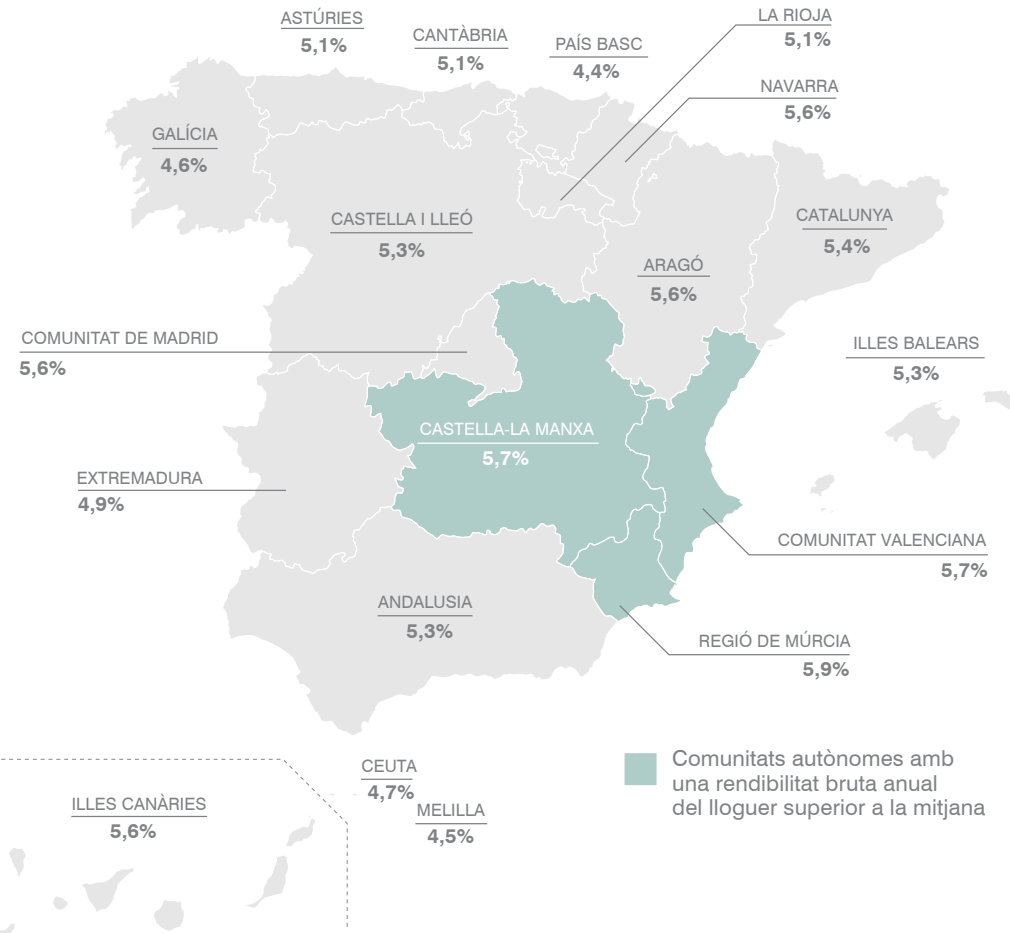 ASTÚRIES
5,1%
CANTÀBRIA
5,1%
PAÍS BASC
4,4%
LA RIOJA
5,1%
NAVARRA
5,6%
GALÍCIA
4,6%
CASTELLA I LLEÓ
5,3%
CATALUNYA
5,4%
ARAGÓ
5,6%
COMUNITAT DE MADRID
5,6%
ILLES BALEARS
5,3%
CASTELLA-LA MANXA
5,7%
EXTREMADURA
4,9%
COMUNITAT VALENCIANA
5,7%
ANDALUSIA
5,3%
REGIÓ DE MÚRCIA
5,9%
CEUTA
4,7%
MELILLA
4,5%
ILLES CANÀRIES
5,6%
Comunitats autònomes amb
una rendibilitat bruta anual
del lloguer superior a la mitjana